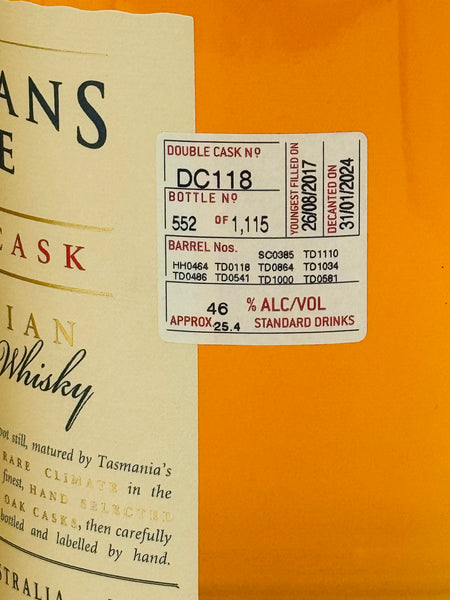 ANS
E
CASK
IAN
Whisky
pot still, matured by Tasmania's
RARE CLIMATE in the
finest, HAND SELECTED
OAK CASKS, then carefully
bottled and labelled by hand.
STRALIA
DOUBLE CASK Nº
DC118
BOTTLE Nº
552 OF 1,115
YOUNGEST FILLED ON
26/08/2017
DECANTED ON
31/01/2024
BARREL Nos.
SC0385 TD1110
HH0464 TD0118 TD0864 TD1034
TD0486 TD0541 TD1000 TD0581
46 % ALC/VOL
APPROX 25.4 STANDARD DRINKS